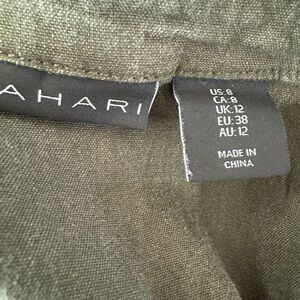 AHARI
US: 8
CA: 8
UK: 12
EU: 38
AU: 12
MADE IN
CHINA